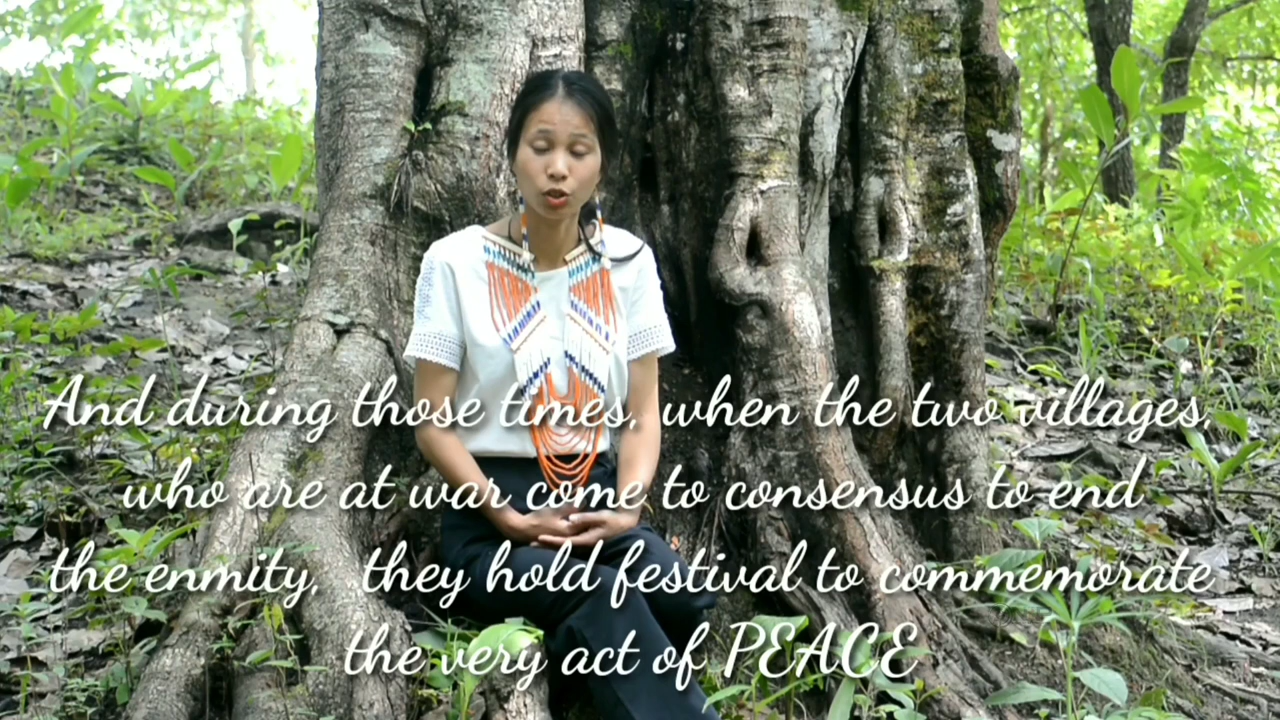 And during those times, when the two villages,
who are at war come to consensus to end
the enmity, they hold festival to commemorate
the very act of PEACE